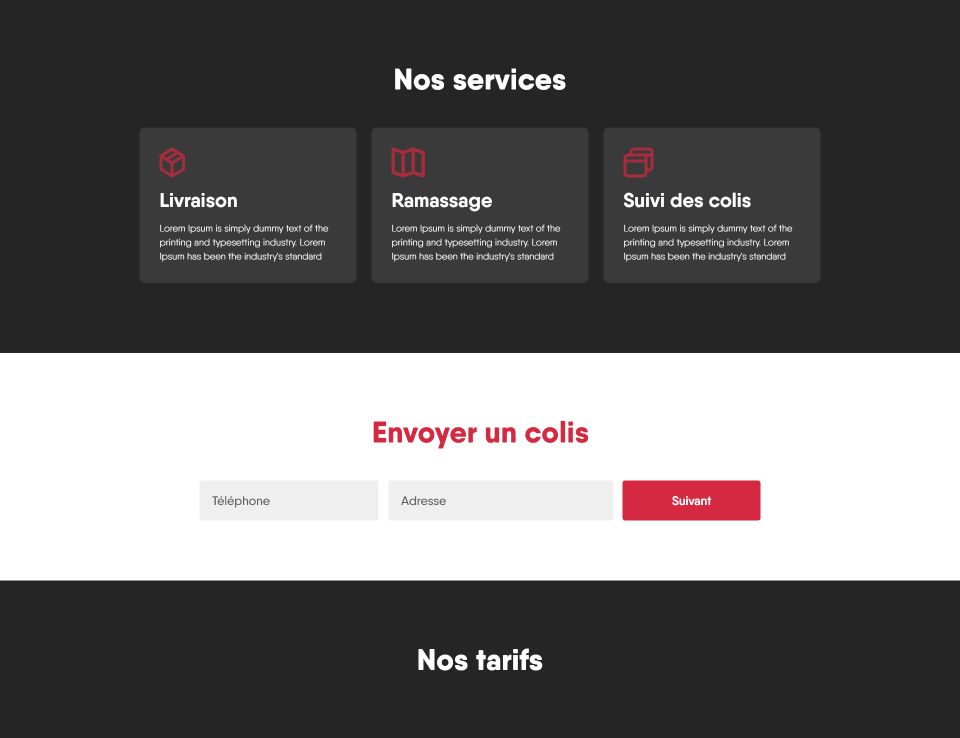 Nos services
Livraison
Lorem Ipsum is simply dummy text of the
printing and typesetting industry. Lorem
Ipsum has been the industry's standard
Ramassage
Lorem Ipsum is simply dummy text of the
printing and typesetting industry. Lorem
Ipsum has been the industry's standard
Suivi des colis
Lorem Ipsum is simply dummy text of the
printing and typesetting industry. Lorem
Ipsum has been the industry's standard
Envoyer un colis
Téléphone
Adresse
Suivant
Nos tarifs